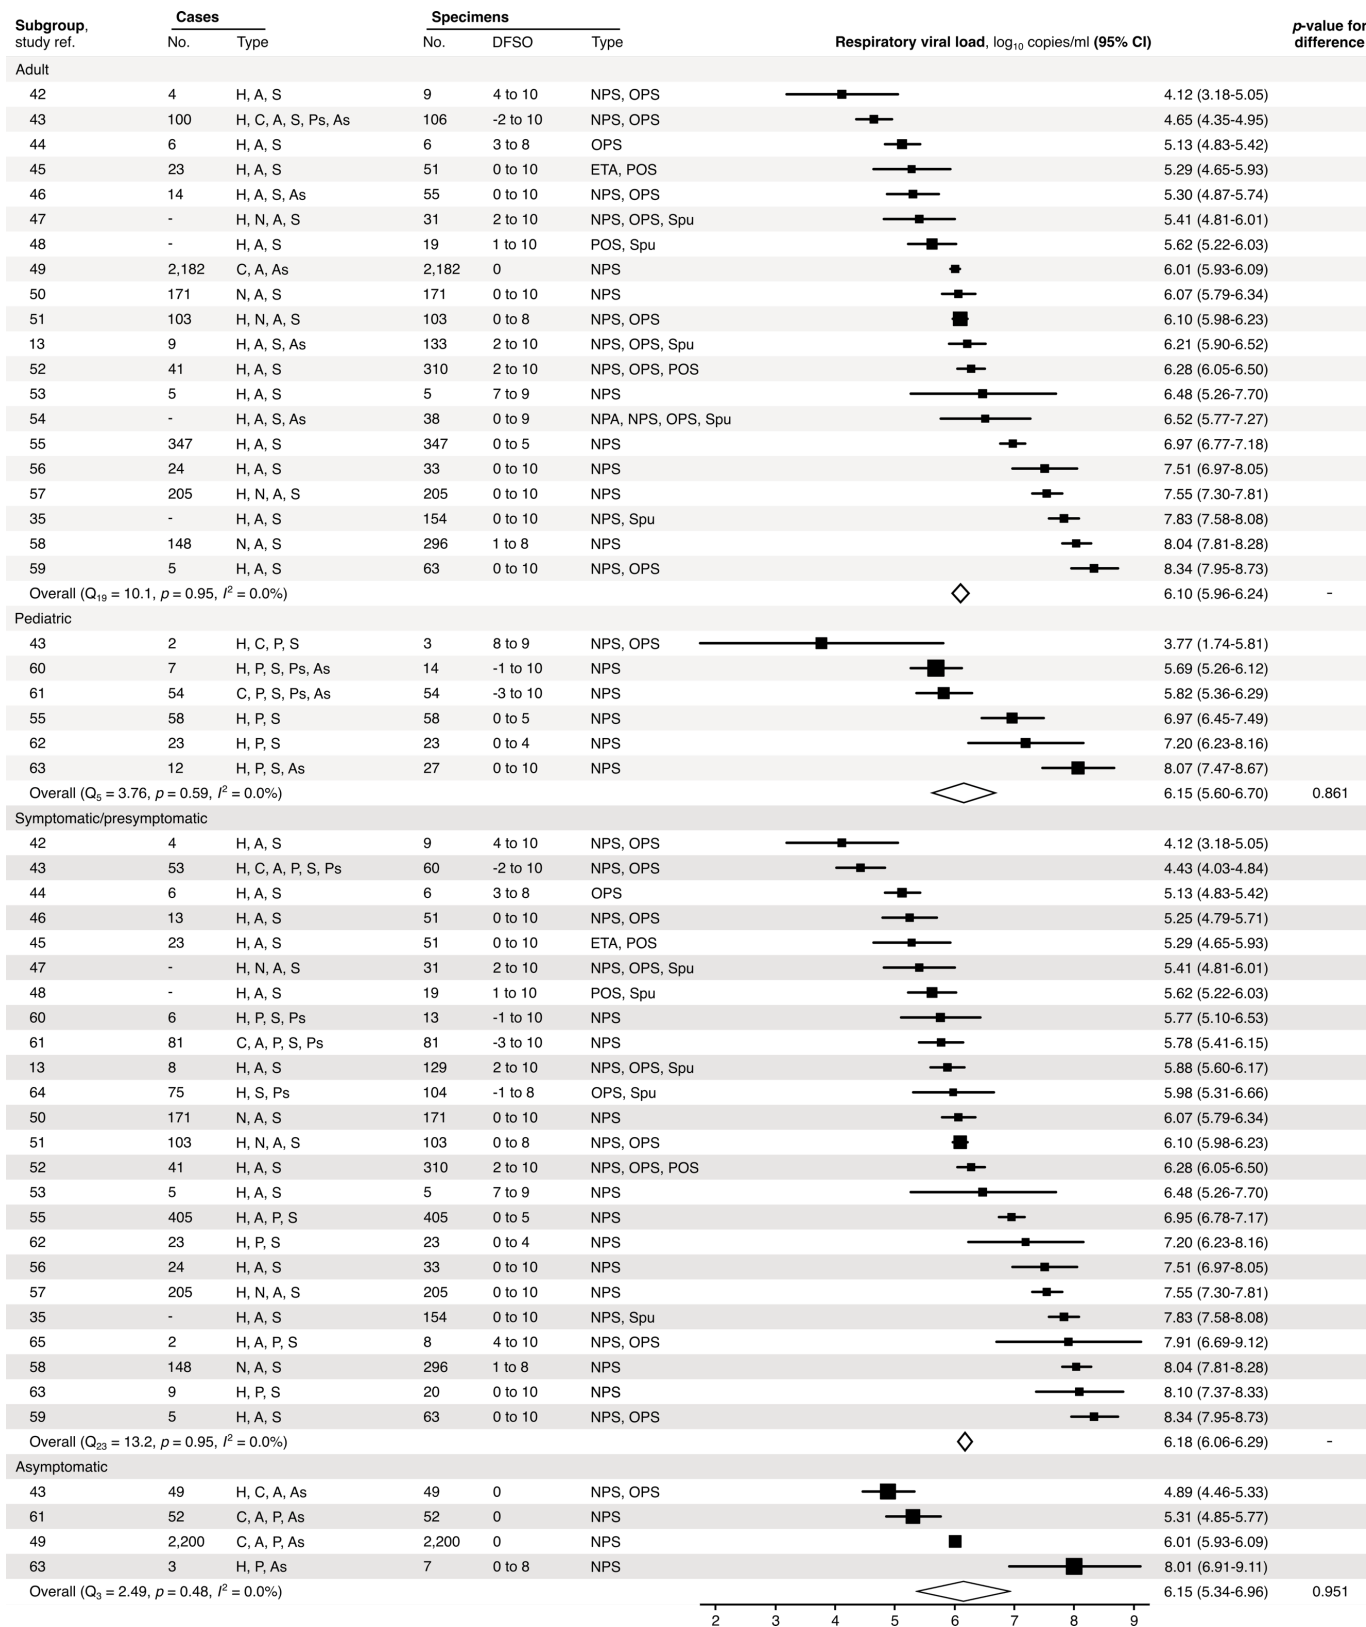 Cases Specimens
Subgroup, p-value for
study ref. No. Type No. DFSO Type Respiratory viral load, log10 copies/ml (95% CI) difference
Adult
42 4 H, A, S 9 4 to 10 NPS, OPS 4.12 (3.18-5.05)
43 100 H, C, A, S, Ps, As 106 -2 to 10 NPS, OPS 4.65 (4.35-4.95)
44 6 H, A, S 6 3 to 8 OPS 5.13 (4.83-5.42)
45 23 H, A, S 51 0 to 10 ETA, POS 5.29 (4.65-5.93)
46 14 H, A, S, As 55 0 to 10 NPS, OPS 5.30 (4.87-5.74)
47 - H, N, A, S 31 2 to 10 NPS, OPS, Spu 5.41 (4.81-6.01)
48 - H, A, S 19 1 to 10 POS, Spu 5.62 (5.22-6.03)
49 2,182 C, A, As 2,182 0 NPS 6.01 (5.93-6.09)
50 171 N, A, S 171 0 to 10 NPS 6.07 (5.79-6.34)
51 103 H, N, A, S 103 0 to 8 NPS, OPS 6.10 (5.98-6.23)
13 9 H, A, S, As 133 2 to 10 NPS, OPS, Spu 6.21 (5.90-6.52)
52 41 H, A, S 310 2 to 10 NPS, OPS, POS 6.28 (6.05-6.50)
53 5 H, A, S 5 7 to 9 NPS 6.48 (5.26-7.70)
54 - H, A, S, As 38 0 to 9 NPA, NPS, OPS, Spu 6.52 (5.77-7.27)
55 347 H, A, S 347 0 to 5 NPS 6.97 (6.77-7.18)
56 24 H, A, S 33 0 to 10 NPS 7.51 (6.97-8.05)
57 205 H, N, A, S 205 0 to 10 NPS 7.55 (7.30-7.81)
35 - H, A, S 154 0 to 10 NPS, Spu 7.83 (7.58-8.08)
58 148 N, A, S 296 1 to 8 NPS 8.04 (7.81-8.28)
59 5 H, A, S 63 0 to 10 NPS, OPS 8.34 (7.95-8.73)
Overall (Q19 = 10.1, p = 0.95, I² = 0.0%) 6.10 (5.96-6.24) -
Pediatric
43 2 H, C, P, S 3 8 to 9 NPS, OPS 3.77 (1.74-5.81)
60 7 H, P, S, Ps, As 14 -1 to 10 NPS 5.69 (5.26-6.12)
61 54 C, P, S, Ps, As 54 -3 to 10 NPS 5.82 (5.36-6.29)
55 58 H, P, S 58 0 to 5 NPS 6.97 (6.45-7.49)
62 23 H, P, S 23 0 to 4 NPS 7.20 (6.23-8.16)
63 12 H, P, S, As 27 0 to 10 NPS 8.07 (7.47-8.67)
Overall (Q5 = 3.76, p = 0.59, I² = 0.0%) 6.15 (5.60-6.70) 0.861
Symptomatic/presymptomatic
42 4 H, A, S 9 4 to 10 NPS, OPS 4.12 (3.18-5.05)
43 53 H, C, A, P, S, Ps 60 -2 to 10 NPS, OPS 4.43 (4.03-4.84)
44 6 H, A, S 6 3 to 8 OPS 5.13 (4.83-5.42)
46 13 H, A, S 51 0 to 10 NPS, OPS 5.25 (4.79-5.71)
45 23 H, A, S 51 0 to 10 ETA, POS 5.29 (4.65-5.93)
47 - H, N, A, S 31 2 to 10 NPS, OPS, Spu 5.41 (4.81-6.01)
48 - H, A, S 19 1 to 10 POS, Spu 5.62 (5.22-6.03)
60 6 H, P, S, Ps 13 -1 to 10 NPS 5.77 (5.10-6.53)
61 81 C, A, P, S, Ps 81 -3 to 10 NPS 5.78 (5.41-6.15)
13 8 H, A, S 129 2 to 10 NPS, OPS, Spu 5.88 (5.60-6.17)
64 75 H, S, Ps 104 -1 to 8 OPS, Spu 5.98 (5.31-6.66)
50 171 N, A, S 171 0 to 10 NPS 6.07 (5.79-6.34)
51 103 H, N, A, S 103 0 to 8 NPS, OPS 6.10 (5.98-6.23)
52 41 H, A, S 310 2 to 10 NPS, OPS, POS 6.28 (6.05-6.50)
53 5 H, A, S 5 7 to 9 NPS 6.48 (5.26-7.70)
55 405 H, A, P, S 405 0 to 5 NPS 6.95 (6.78-7.17)
62 23 H, P, S 23 0 to 4 NPS 7.20 (6.23-8.16)
56 24 H, A, S 33 0 to 10 NPS 7.51 (6.97-8.05)
57 205 H, N, A, S 205 0 to 10 NPS 7.55 (7.30-7.81)
35 - H, A, S 154 0 to 10 NPS, Spu 7.83 (7.58-8.08)
65 2 H, A, P, S 8 4 to 10 NPS, OPS 7.91 (6.69-9.12)
58 148 N, A, S 296 1 to 8 NPS 8.04 (7.81-8.28)
63 9 H, P, S 20 0 to 10 NPS 8.10 (7.37-8.33)
59 5 H, A, S 63 0 to 10 NPS, OPS 8.34 (7.95-8.73)
Overall (Q23 = 13.2, p = 0.95, I² = 0.0%) 6.18 (6.06-6.29) -
Asymptomatic
43 49 H, C, A, As 49 0 NPS, OPS 4.89 (4.46-5.33)
61 52 C, A, P, As 52 0 NPS 5.31 (4.85-5.77)
49 2,200 C, A, P, As 2,200 0 NPS 6.01 (5.93-6.09)
63 3 H, P, As 7 0 to 8 NPS 8.01 (6.91-9.11)
Overall (Q3 = 2.49, p = 0.48, I² = 0.0%) 6.15 (5.34-6.96) 0.951
2 3 4 5 6 7 8 9